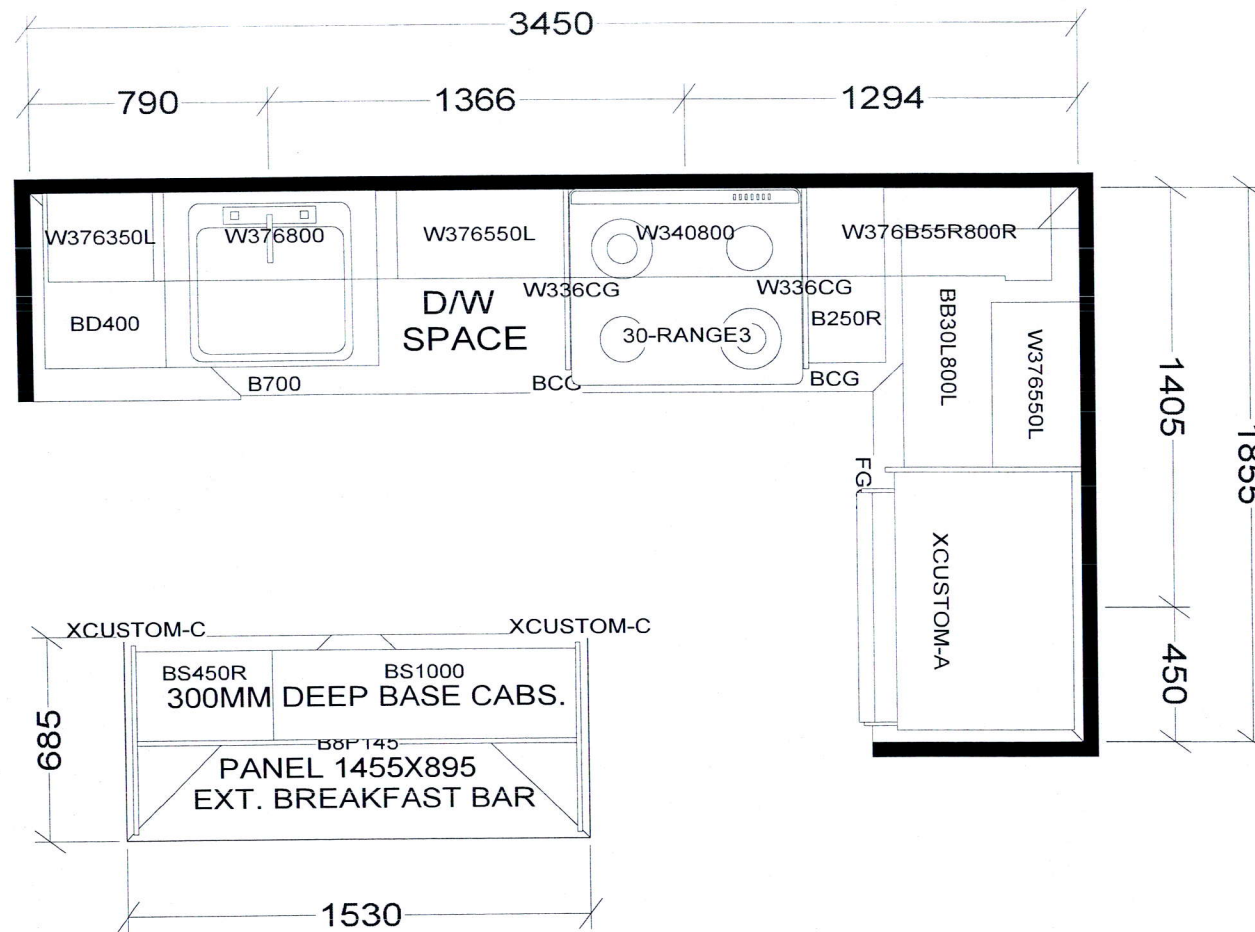 3450
790
1366
1294
W376350L
W376800
W376550L
W340800
W376B55R800R
W336CG
W336CG
D/W
SPACE
BD400
30-RANGE3
B250R
BB30L800L
W376550L
B700
BCG
BCG
1405
1855
FG
XCUSTOM-A
450
XCUSTOM-C
XCUSTOM-C
BS450R
BS1000
300MM DEEP BASE CABS.
685
PANEL 1455X895
EXT. BREAKFAST BAR
1530